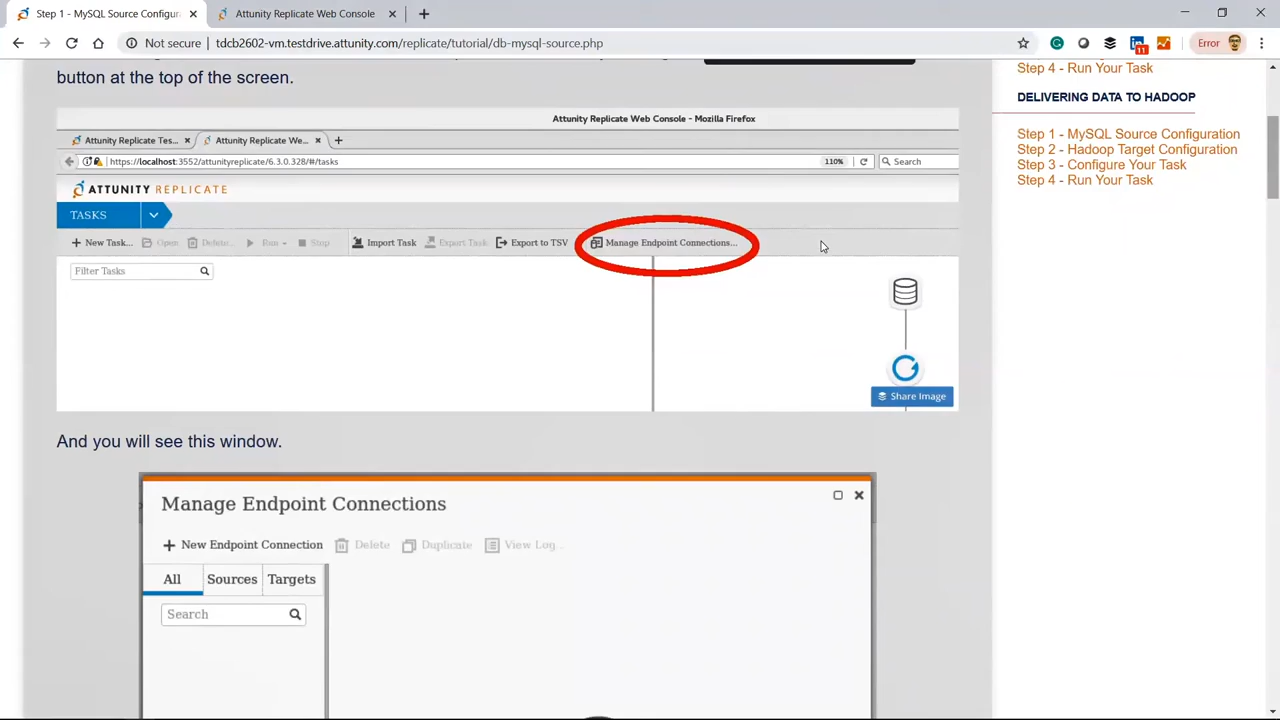 Step 1 - MySQL Source Configur
Attunity Replicate Web Console
Not secure
tdcb2602-vm.testdrive.attunity.com/replicate/tutorial/db-mysql-source.php
11
Error
button at the top of the screen.
Attunity Replicate Web Console - Mozilla Firefox
Attunity Replicate Tes...
Attunity Replicate We...
https://localhost:3552/attunityreplicate/6.3.0.328/#/tasks
110%
Search
ATTUNITY REPLICATE
TASKS
New Task...
Open
Delete...
Run
Stop
Import Task
Export Task
Export to TSV
Manage Endpoint Connections...
Filter Tasks
Share Image
And you will see this window.
Manage Endpoint Connections
New Endpoint Connection
Delete
Duplicate
View Log...
All
Sources
Targets
Search
Step 4 - Run Your Task
DELIVERING DATA TO HADOOP
Step 1 - MySQL Source Configuration
Step 2 - Hadoop Target Configuration
Step 3 - Configure Your Task
Step 4 - Run Your Task